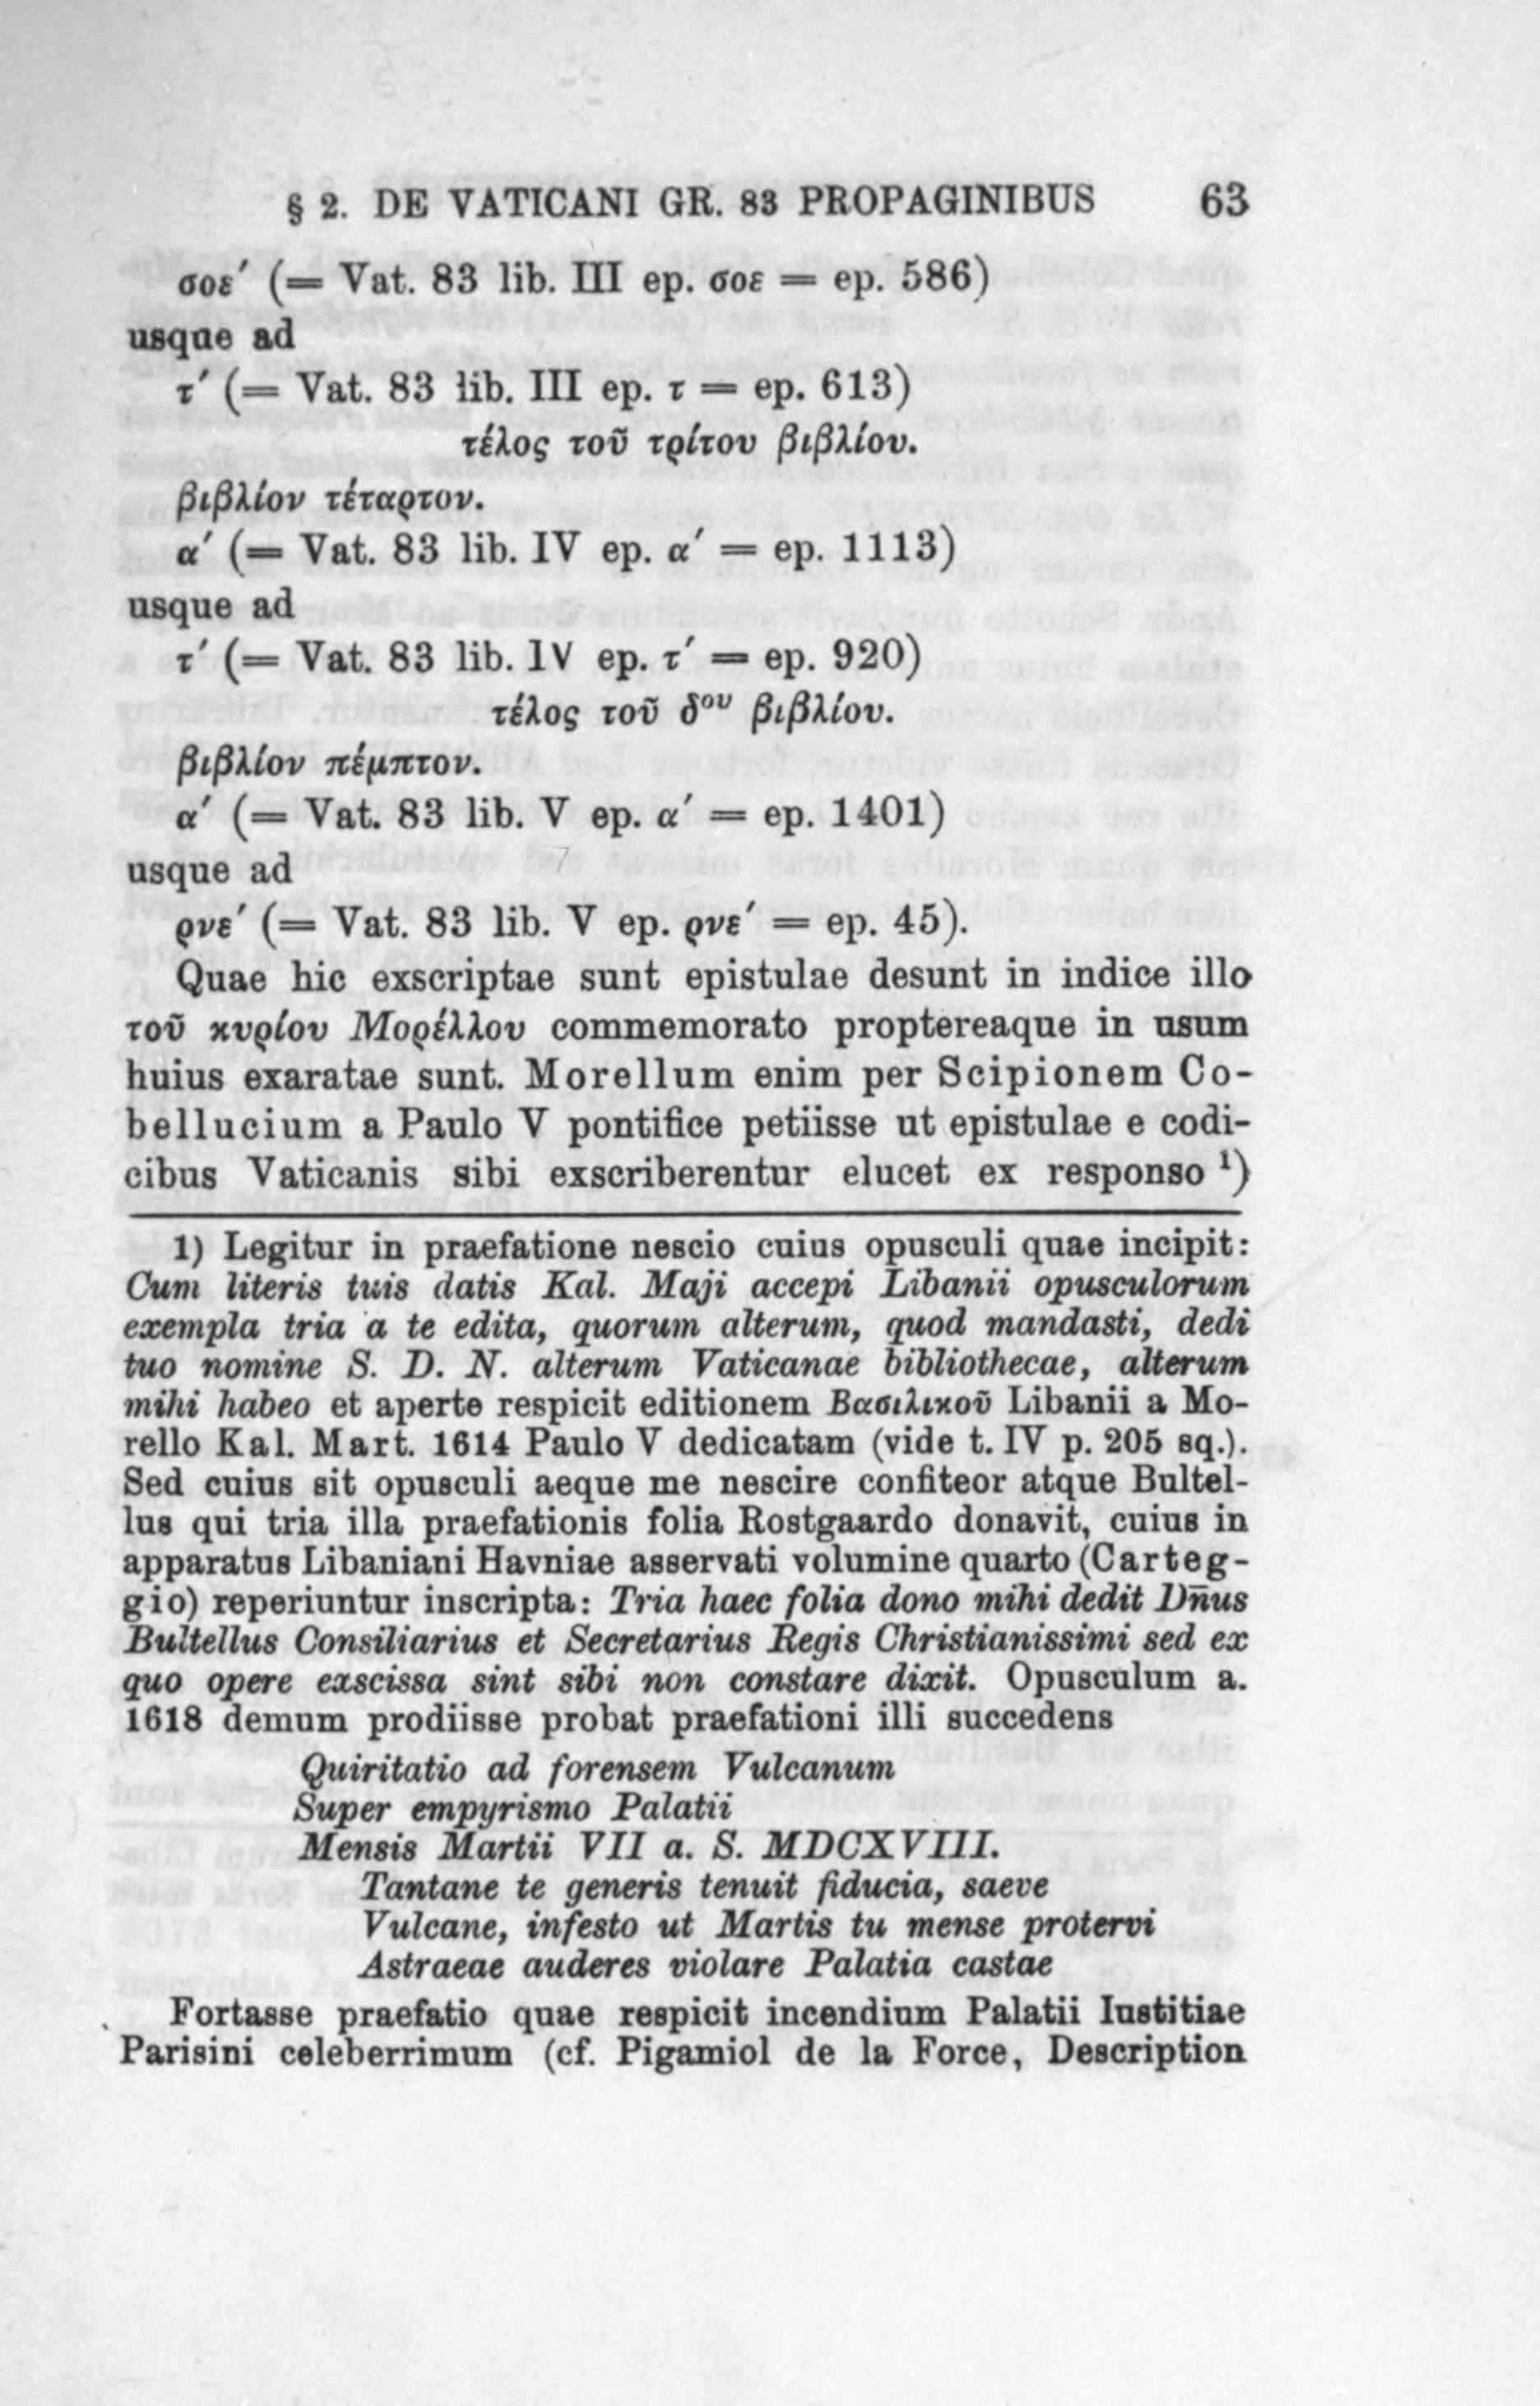 § 2. DE VATICANI GR. 83 PROPAGINIBUS 63
σοε′ (= Vat. 83 lib. III ep. σοε = ep. 586)
usque ad
τ′ (= Vat. 83 lib. III ep. τ = ep. 613)
τέλος τοῦ τρίτου βιβλίου.
βιβλίον τέταρτον.
α′ (= Vat. 83 lib. IV ep. α′ = ep. 1113)
usque ad
τ′ (= Vat. 83 lib. IV ep. τ′ = ep. 920)
τέλος τοῦ δου βιβλίου.
βιβλίον πέμπτον.
α′ (= Vat. 83 lib. V ep. α′ = ep. 1401)
usque ad
ρνε′ (= Vat. 83 lib. V ep. ρνε′ = ep. 45).
Quae hic exscriptae sunt epistulae desunt in indice illo
τοῦ κυρίου Μορέλλου commemorato proptereaque in usum
huius exaratae sunt. Morellum enim per Scipionem Co-
bellucium a Paulo V pontifice petiisse ut epistulae e codi-
cibus Vaticanis sibi exscriberentur elucet ex responso ¹)
1) Legitur in praefatione nescio cuius opusculi quae incipit:
Cum literis tuis datis Kal. Maji accepi Libanii opusculorum
exempla tria a te edita, quorum alterum, quod mandasti, dedi
tuo nomine S. D. N. alterum Vaticanae bibliothecae, alterum
mihi habeo et aperte respicit editionem Βασιλικοῦ Libanii a Mo-
rello Kal. Mart. 1614 Paulo V dedicatam (vide t. IV p. 205 sq.).
Sed cuius sit opusculi aeque me nescire confiteor atque Bultel-
lus qui tria illa praefationis folia Rostgaardo donavit, cuius in
apparatus Libaniani Havniae asservati volumine quarto (Carteg-
gio) reperiuntur inscripta: Tria haec folia dono mihi dedit Dn̄us
Bultellus Consiliarius et Secretarius Regis Christianissimi sed ex
quo opere exscissa sint sibi non constare dixit. Opusculum a.
1618 demum prodiisse probat praefationi illi succedens
Quiritatio ad forensem Vulcanum
Super empyrismo Palatii
Mensis Martii VII a. S. MDCXVIII.
Tantane te generis tenuit fiducia, saeve
Vulcane, infesto ut Martis tu mense protervi
Astraeae auderes violare Palatia castae
Fortasse praefatio quae respicit incendium Palatii Iustitiae
Parisini celeberrimum (cf. Pigamiol de la Force, Description